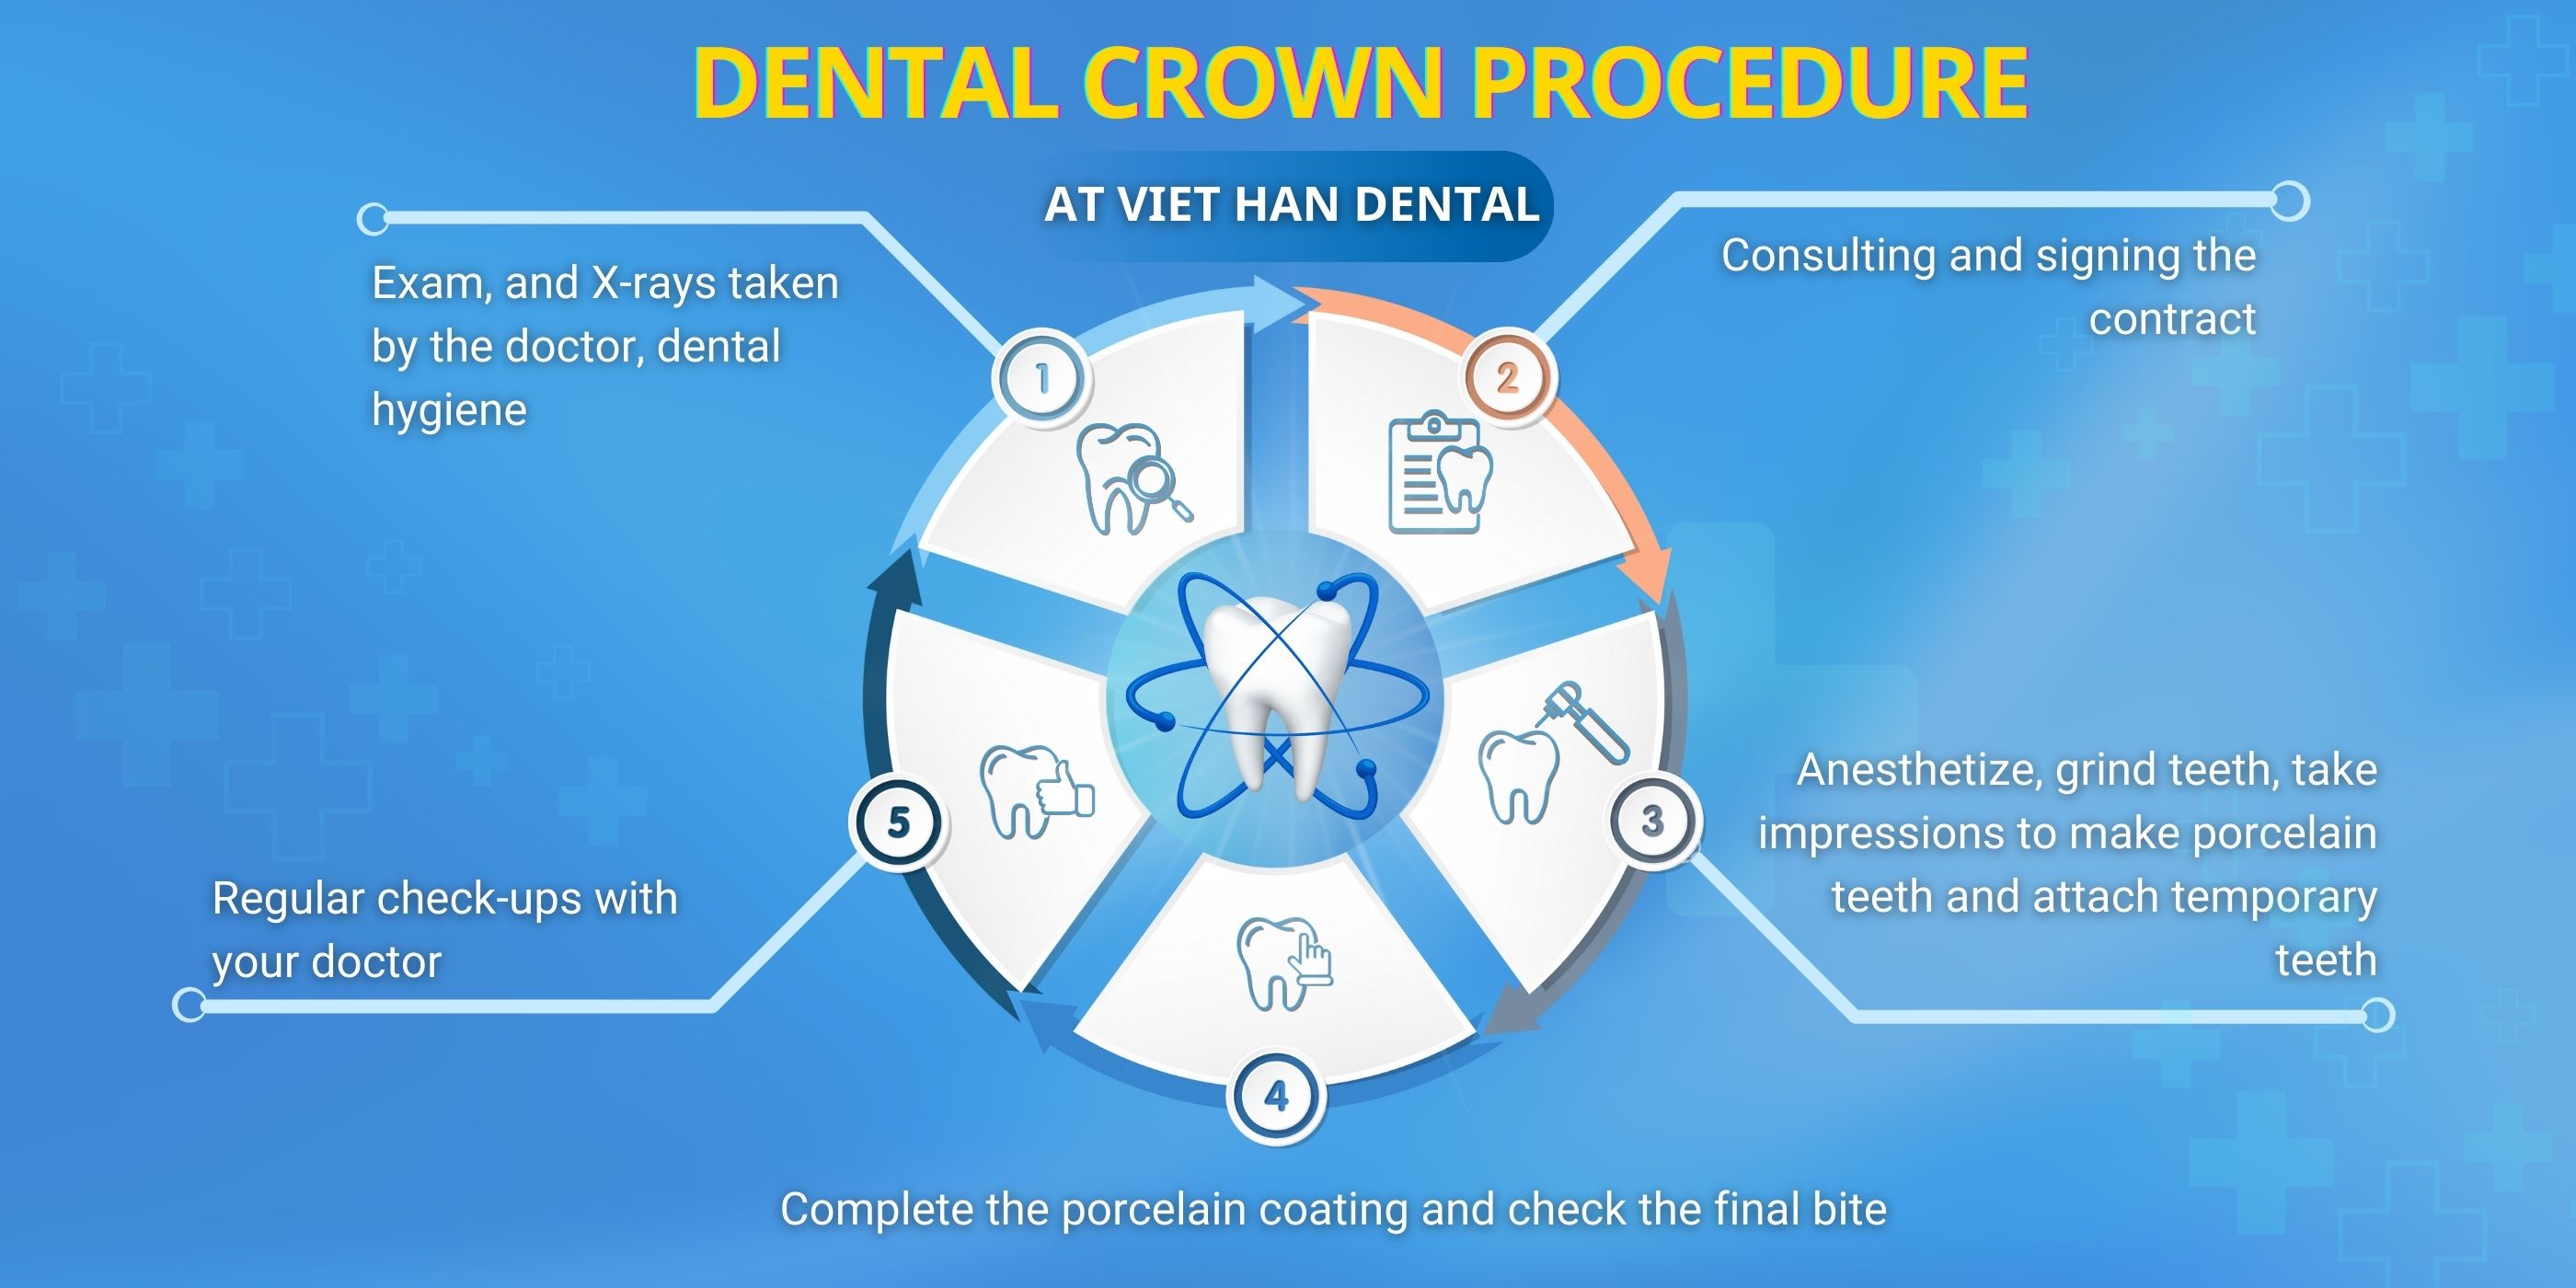 DENTAL CROWN PROCEDURE
AT VIET HAN DENTAL
1
Exam, and X-rays taken
by the doctor, dental
hygiene
2
Consulting and signing the
contract
3
Anesthetize, grind teeth, take
impressions to make porcelain
teeth and attach temporary
teeth
4
Complete the porcelain coating and check the final bite
5
Regular check-ups with
your doctor